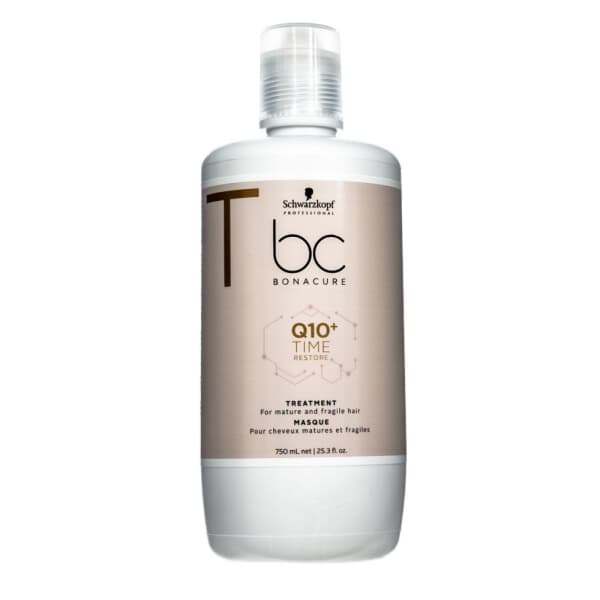 T
Schwarzkopf
PROFESSIONAL
bc
BONACURE
Q10+
TIME
RESTORE
TREATMENT
For mature and fragile hair
MASQUE
Pour cheveux matures et fragiles
750 mL net | 25.3 fl. oz.